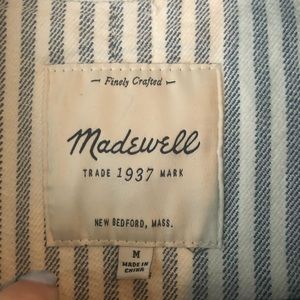 Finely Crafted
Madewell
TRADE 1937 MARK
NEW BEDFORD, MASS.
M
MADE IN
CHINA